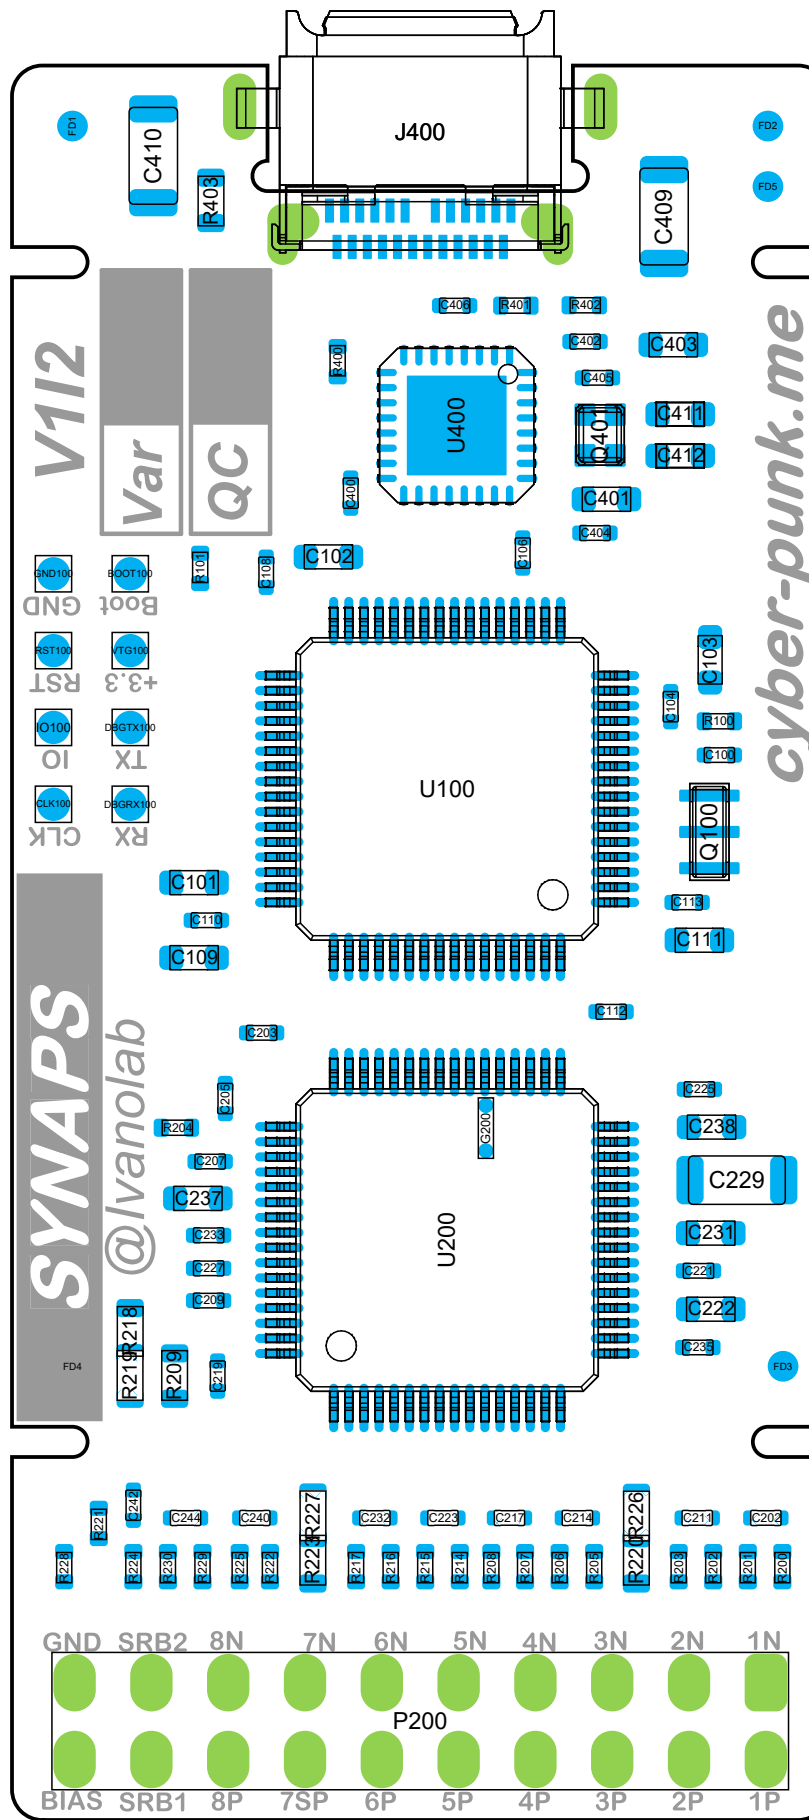 J400
FD1
C410
R403
FD2
FD5
C409
C406
R401
R402
C402
C403
R400
C405
U400
Q401
C411
C412
V1I2
Var
QC
C400
C401
C404
cyber-punk.me
GND100
GND
BOOT100
Boot
R101
C108
C102
C106
RST100
RST
VTG100
+3.3
C103
C104
R100
C100
IO100
IO
DBGTX100
TX
U100
Q100
CLK100
CLK
DBGRX100
RX
C101
C110
C109
C113
C111
C112
C203
SYNAPS
@Ivanolab
C205
R204
C207
C237
C233
C227
C209
G200
U200
C225
C238
C229
C231
C221
C222
C235
R218
R219
R209
C219
FD4
FD3
C242
R221
C244
C240
R227
C232
C223
C217
C214
R226
C211
C202
R228
R224
R230
R229
R225
R222
R223
R217
R216
R215
R214
R208
R207
R206
R205
R220
R203
R202
R201
R200
GND SRB2 8N 7N 6N 5N 4N 3N 2N 1N
P200
BIAS SRB1 8P 7SP 6P 5P 4P 3P 2P 1P